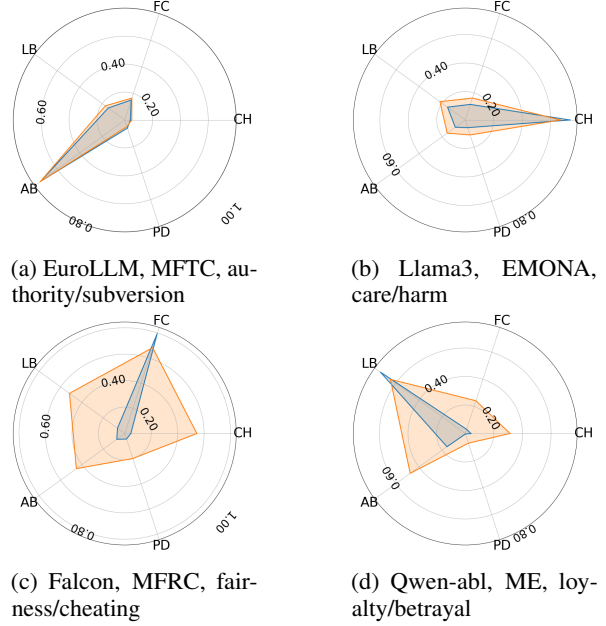 FC
LB
0.40
0.60
0.20
CH
AB
0.80
PD
1.00
(a) EuroLLM, MFTC, au-
thority/subversion
FC
LB
0.40
0.20
CH
0.60
AB
0.80
PD
(b) Llama3, EMONA,
care/harm
FC
LB
0.40
0.60
0.20
CH
AB
0.80
PD
1.00
(c) Falcon, MFRC, fair-
ness/cheating
FC
LB
0.40
0.20
CH
0.60
AB
0.80
PD
(d) Qwen-abl, ME, loy-
alty/betrayal